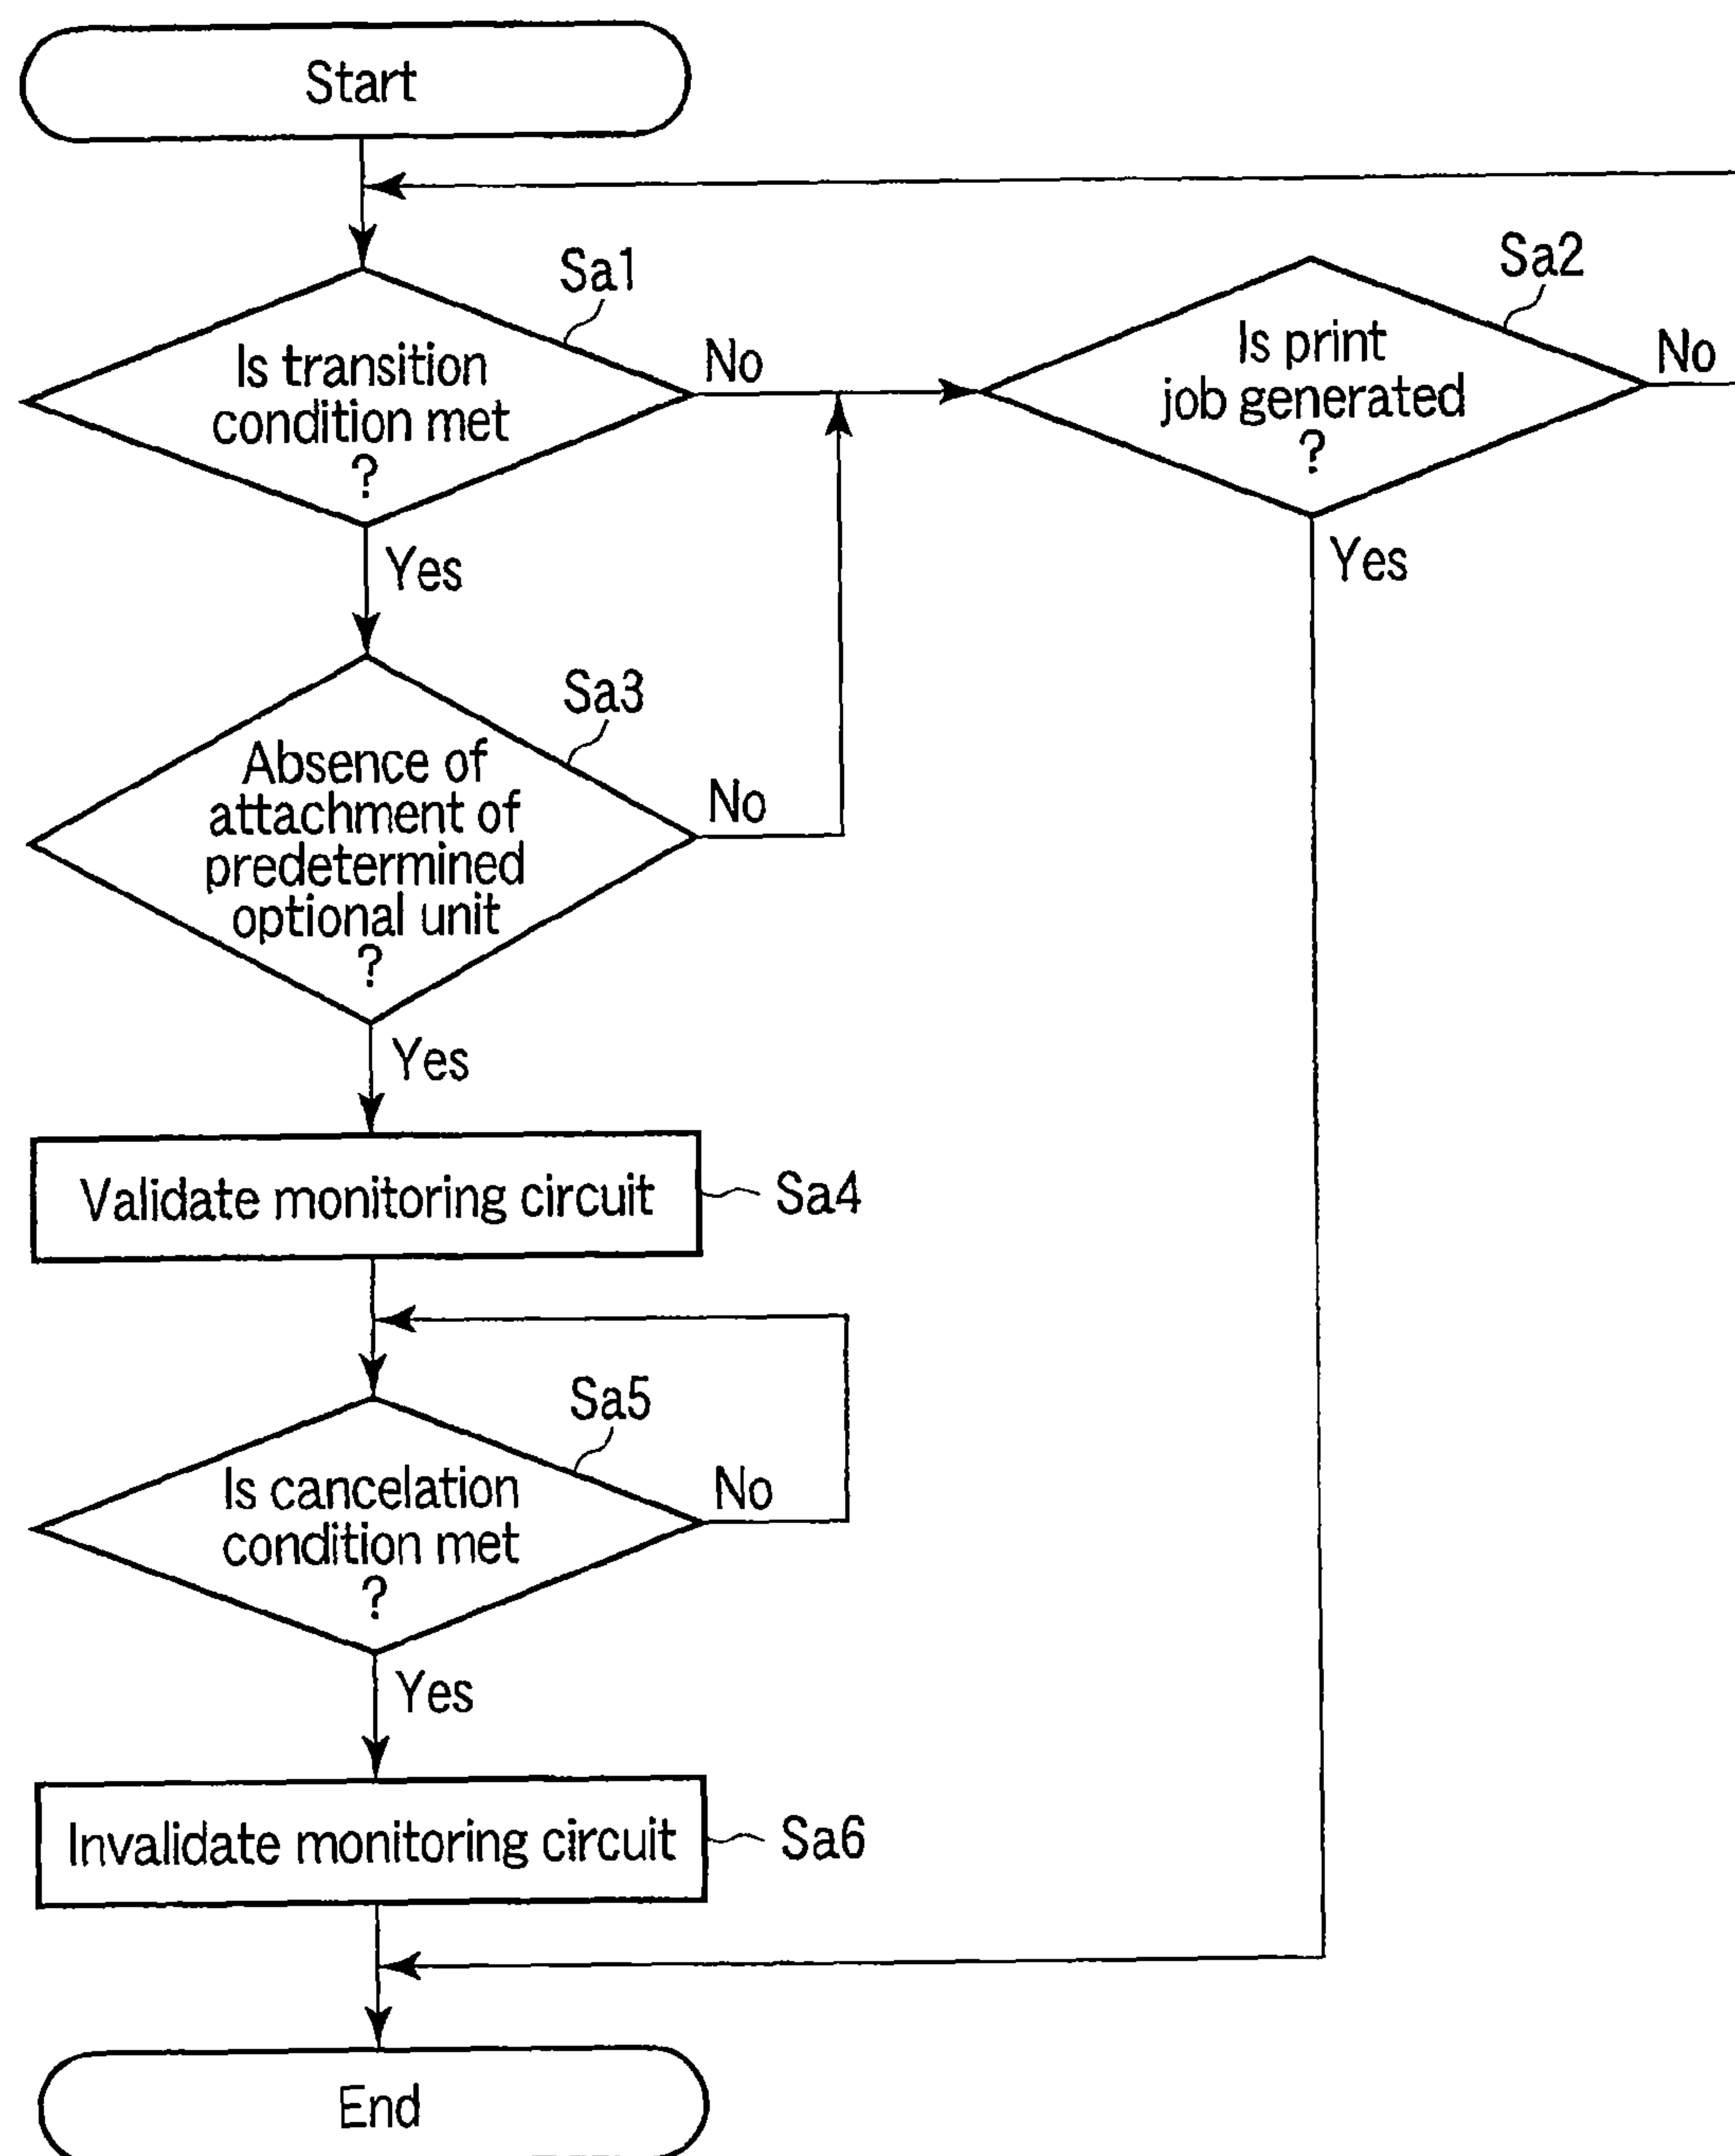 Start
Sa1
Is transition
condition met
?
No
Yes
Sa2
Is print
job generated
?
No
Yes
Sa3
Absence of
attachment of
predetermined
optional unit
?
No
Yes
Validate monitoring circuit
Sa4
Sa5
Is cancelation
condition met
?
No
Yes
Invalidate monitoring circuit
Sa6
End